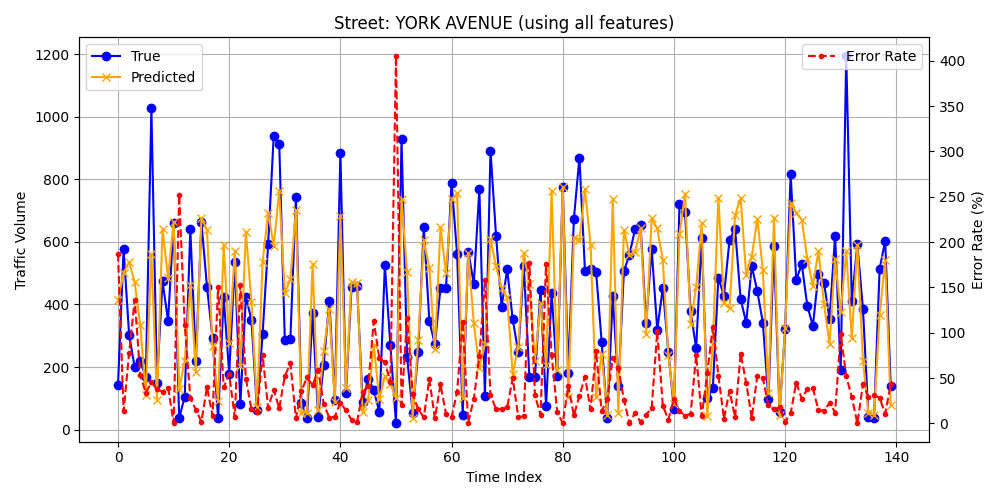 Street: YORK AVENUE (using all features)
True
Predicted
Error Rate
Traffic Volume
1200
1000
800
600
400
200
0
400
350
300
250
200
150
100
50
0
Error Rate (%)
0 20 40 60 80 100 120 140
Time Index